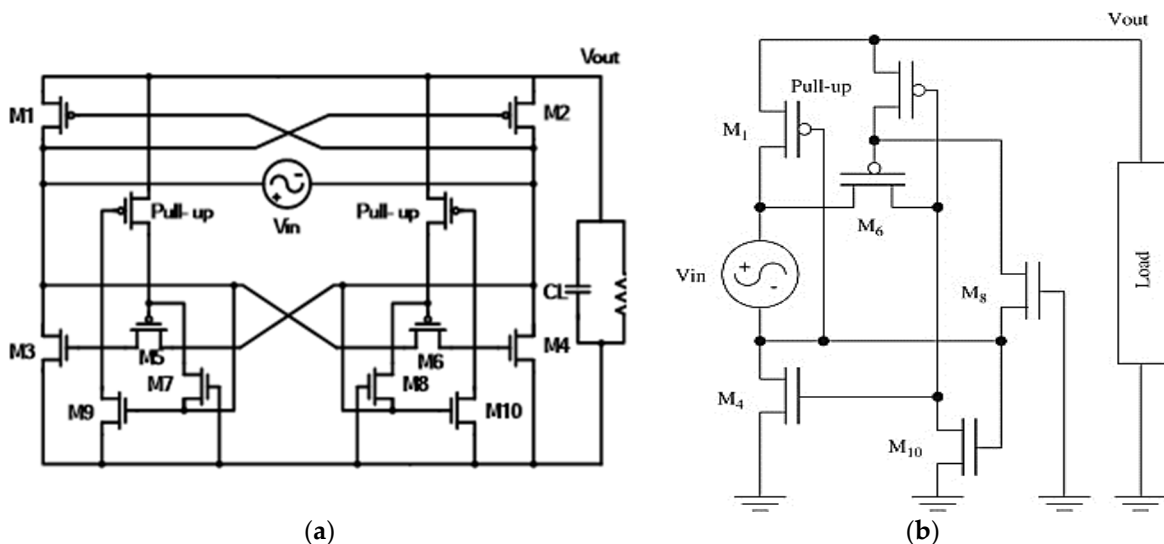 Vout
M1
M2
Pull-up
Pull-up
Vin
CL
M3
M5
M6
M4
M7
M8
M9
M10
(a)
Vout
Pull-up
M1
M6
Vin
M8
Load
M4
M10
(b)